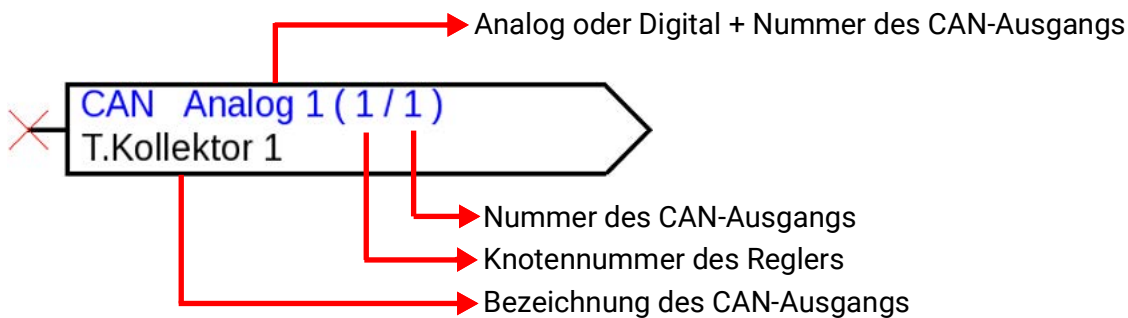 Analog oder Digital + Nummer des CAN-Ausgangs
CAN Analog 1 ( 1 / 1 )
T.Kollektor 1
Nummer des CAN-Ausgangs
Knotennummer des Reglers
Bezeichnung des CAN-Ausgangs